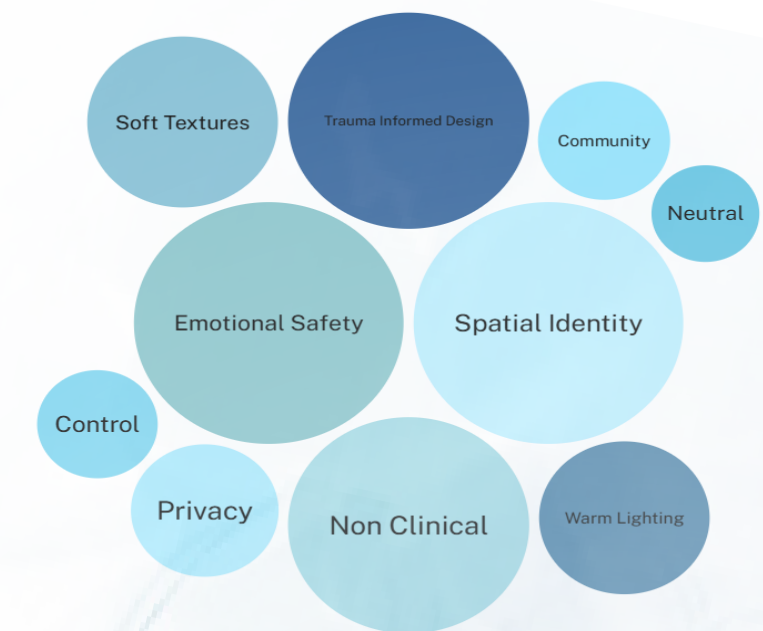 Soft Textures
Trauma Informed Design
Community
Neutral
Emotional Safety
Spatial Identity
Control
Privacy
Non Clinical
Warm Lighting